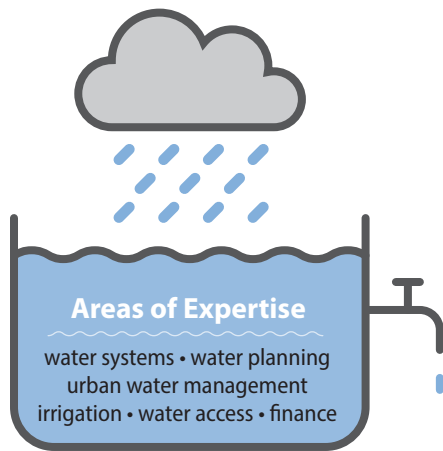 Areas of Expertise
water systems • water planning
urban water management
irrigation • water access • finance